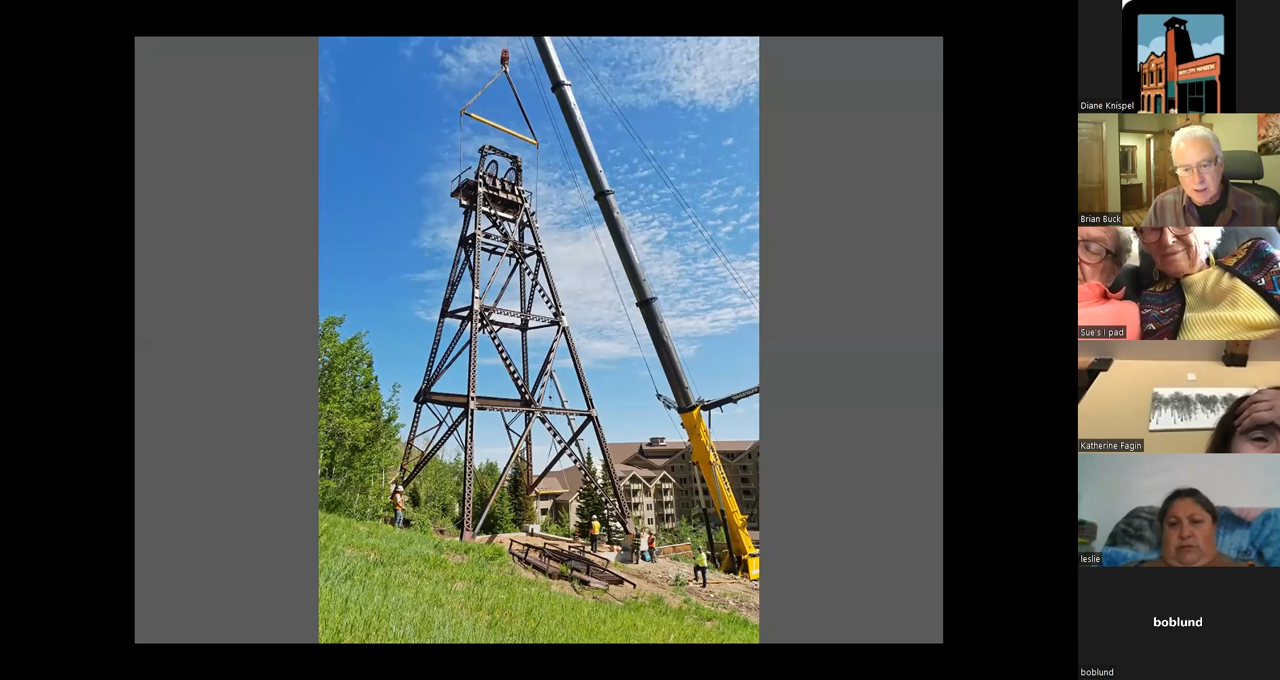 Diane Knispel
Brian Buck
Sue's I pad
Katherine Fagin
leslie
boblund
boblund